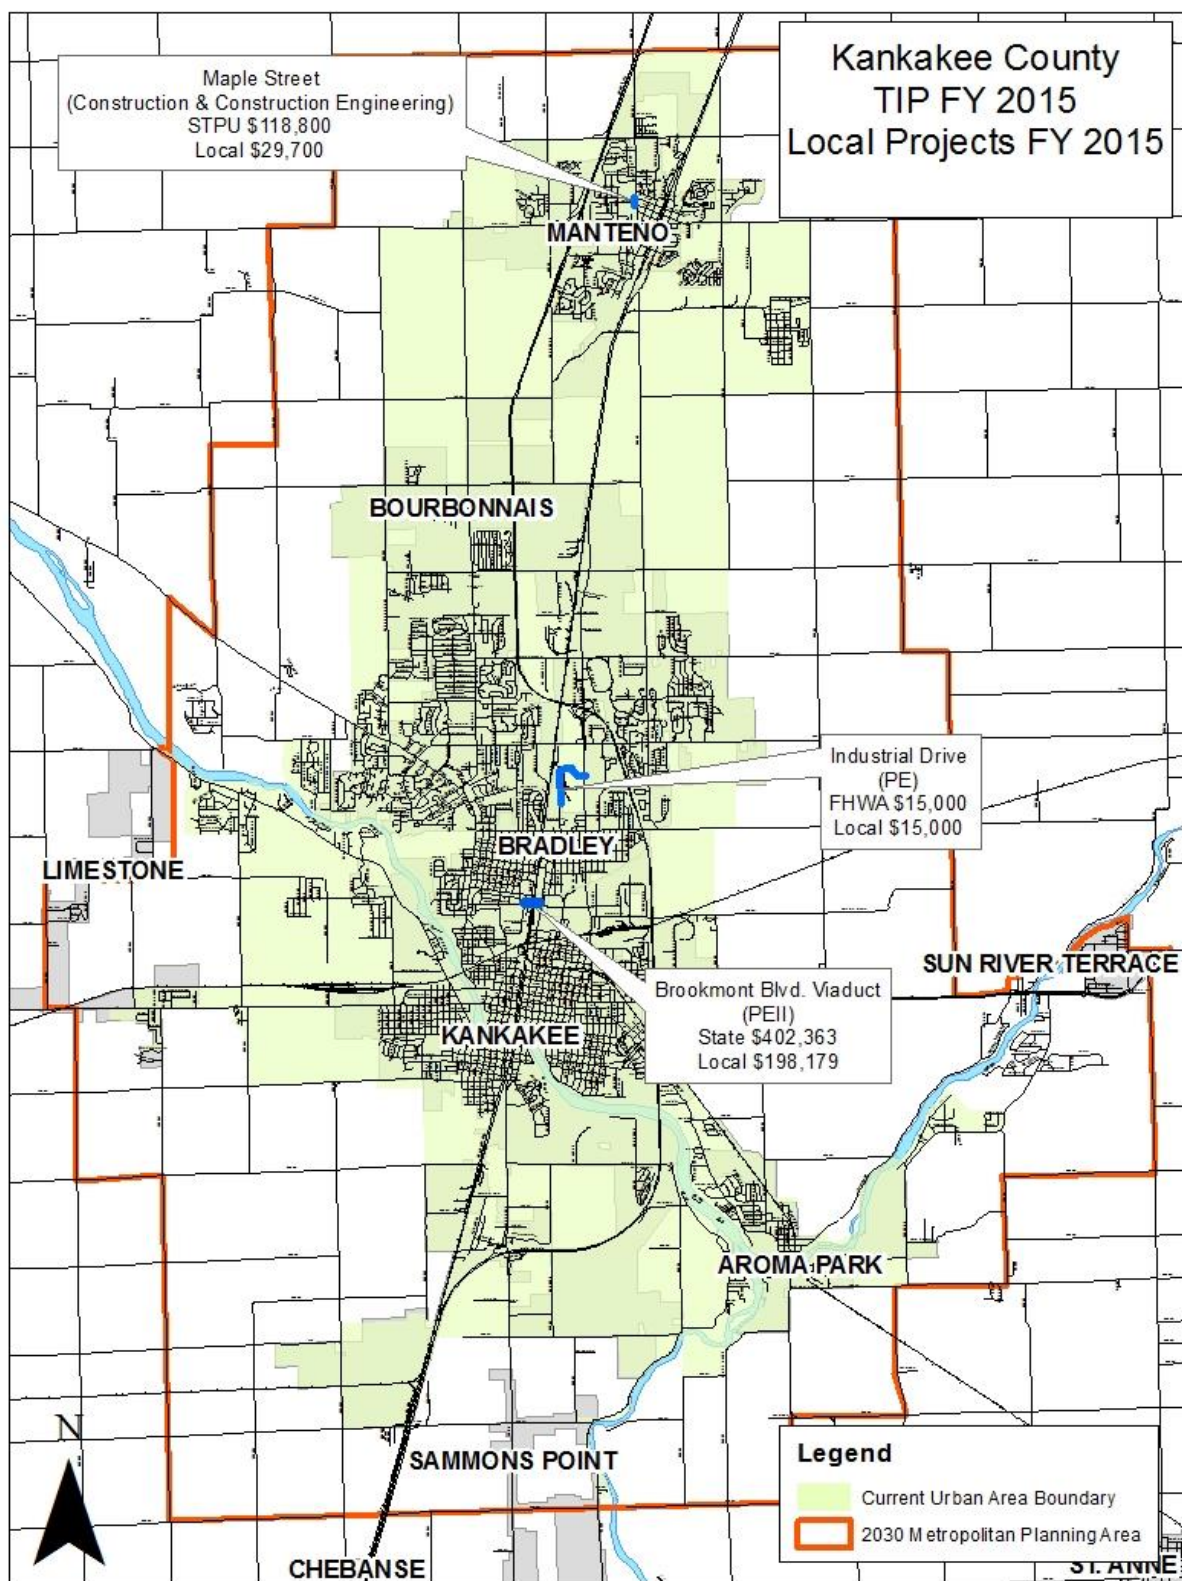 Kankakee County
TIP FY 2015
Local Projects FY 2015
Maple Street
(Construction & Construction Engineering)
STPU $118,800
Local $29,700
MANTENO
BOURBONNAIS
Industrial Drive
(PE)
FHWA $15,000
Local $15,000
BRADLEY
LIMESTONE
SUN RIVER TERRACE
Brookmont Blvd. Viaduct
(PEII)
State $402,363
Local $198,179
KANKAKEE
AROMA PARK
N
SAMMONS POINT
Legend
Current Urban Area Boundary
2030 Metropolitan Planning Area
CHEBANSE
ST. ANNE